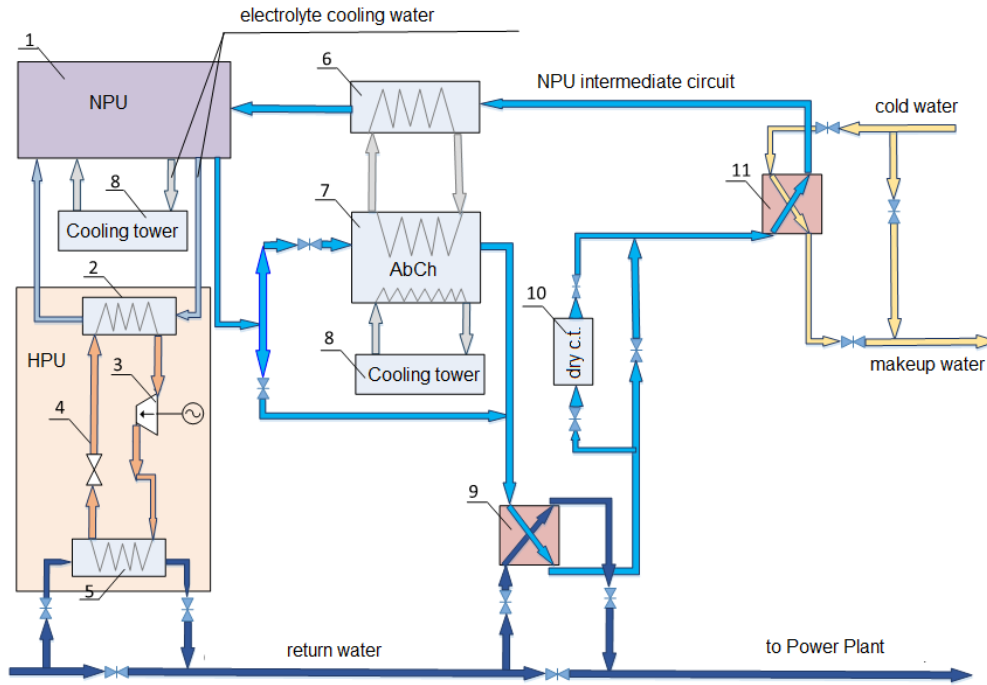 electrolyte cooling water
1
NPU
6
NPU intermediate circuit
cold water
8
Cooling tower
7
AbCh
11
2
HPU
3
4
10
dry c.t.
8
Cooling tower
makeup water
9
5
return water
to Power Plant